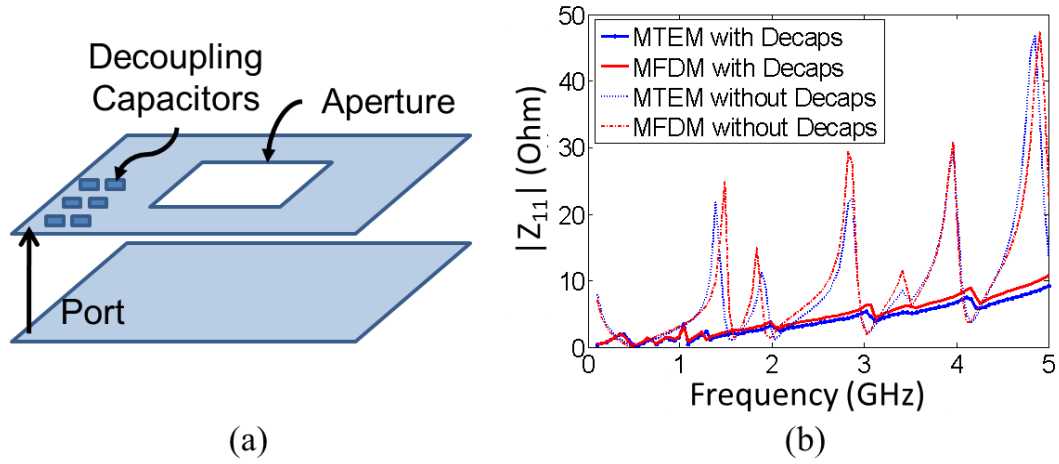 Decoupling
Capacitors
Aperture
Port
(a)
50
40
30
20
10
0
|Z11| (Ohm)
MTEM with Decaps
MFDM with Decaps
MTEM without Decaps
MFDM without Decaps
0 1 2 3 4 5
Frequency (GHz)
(b)